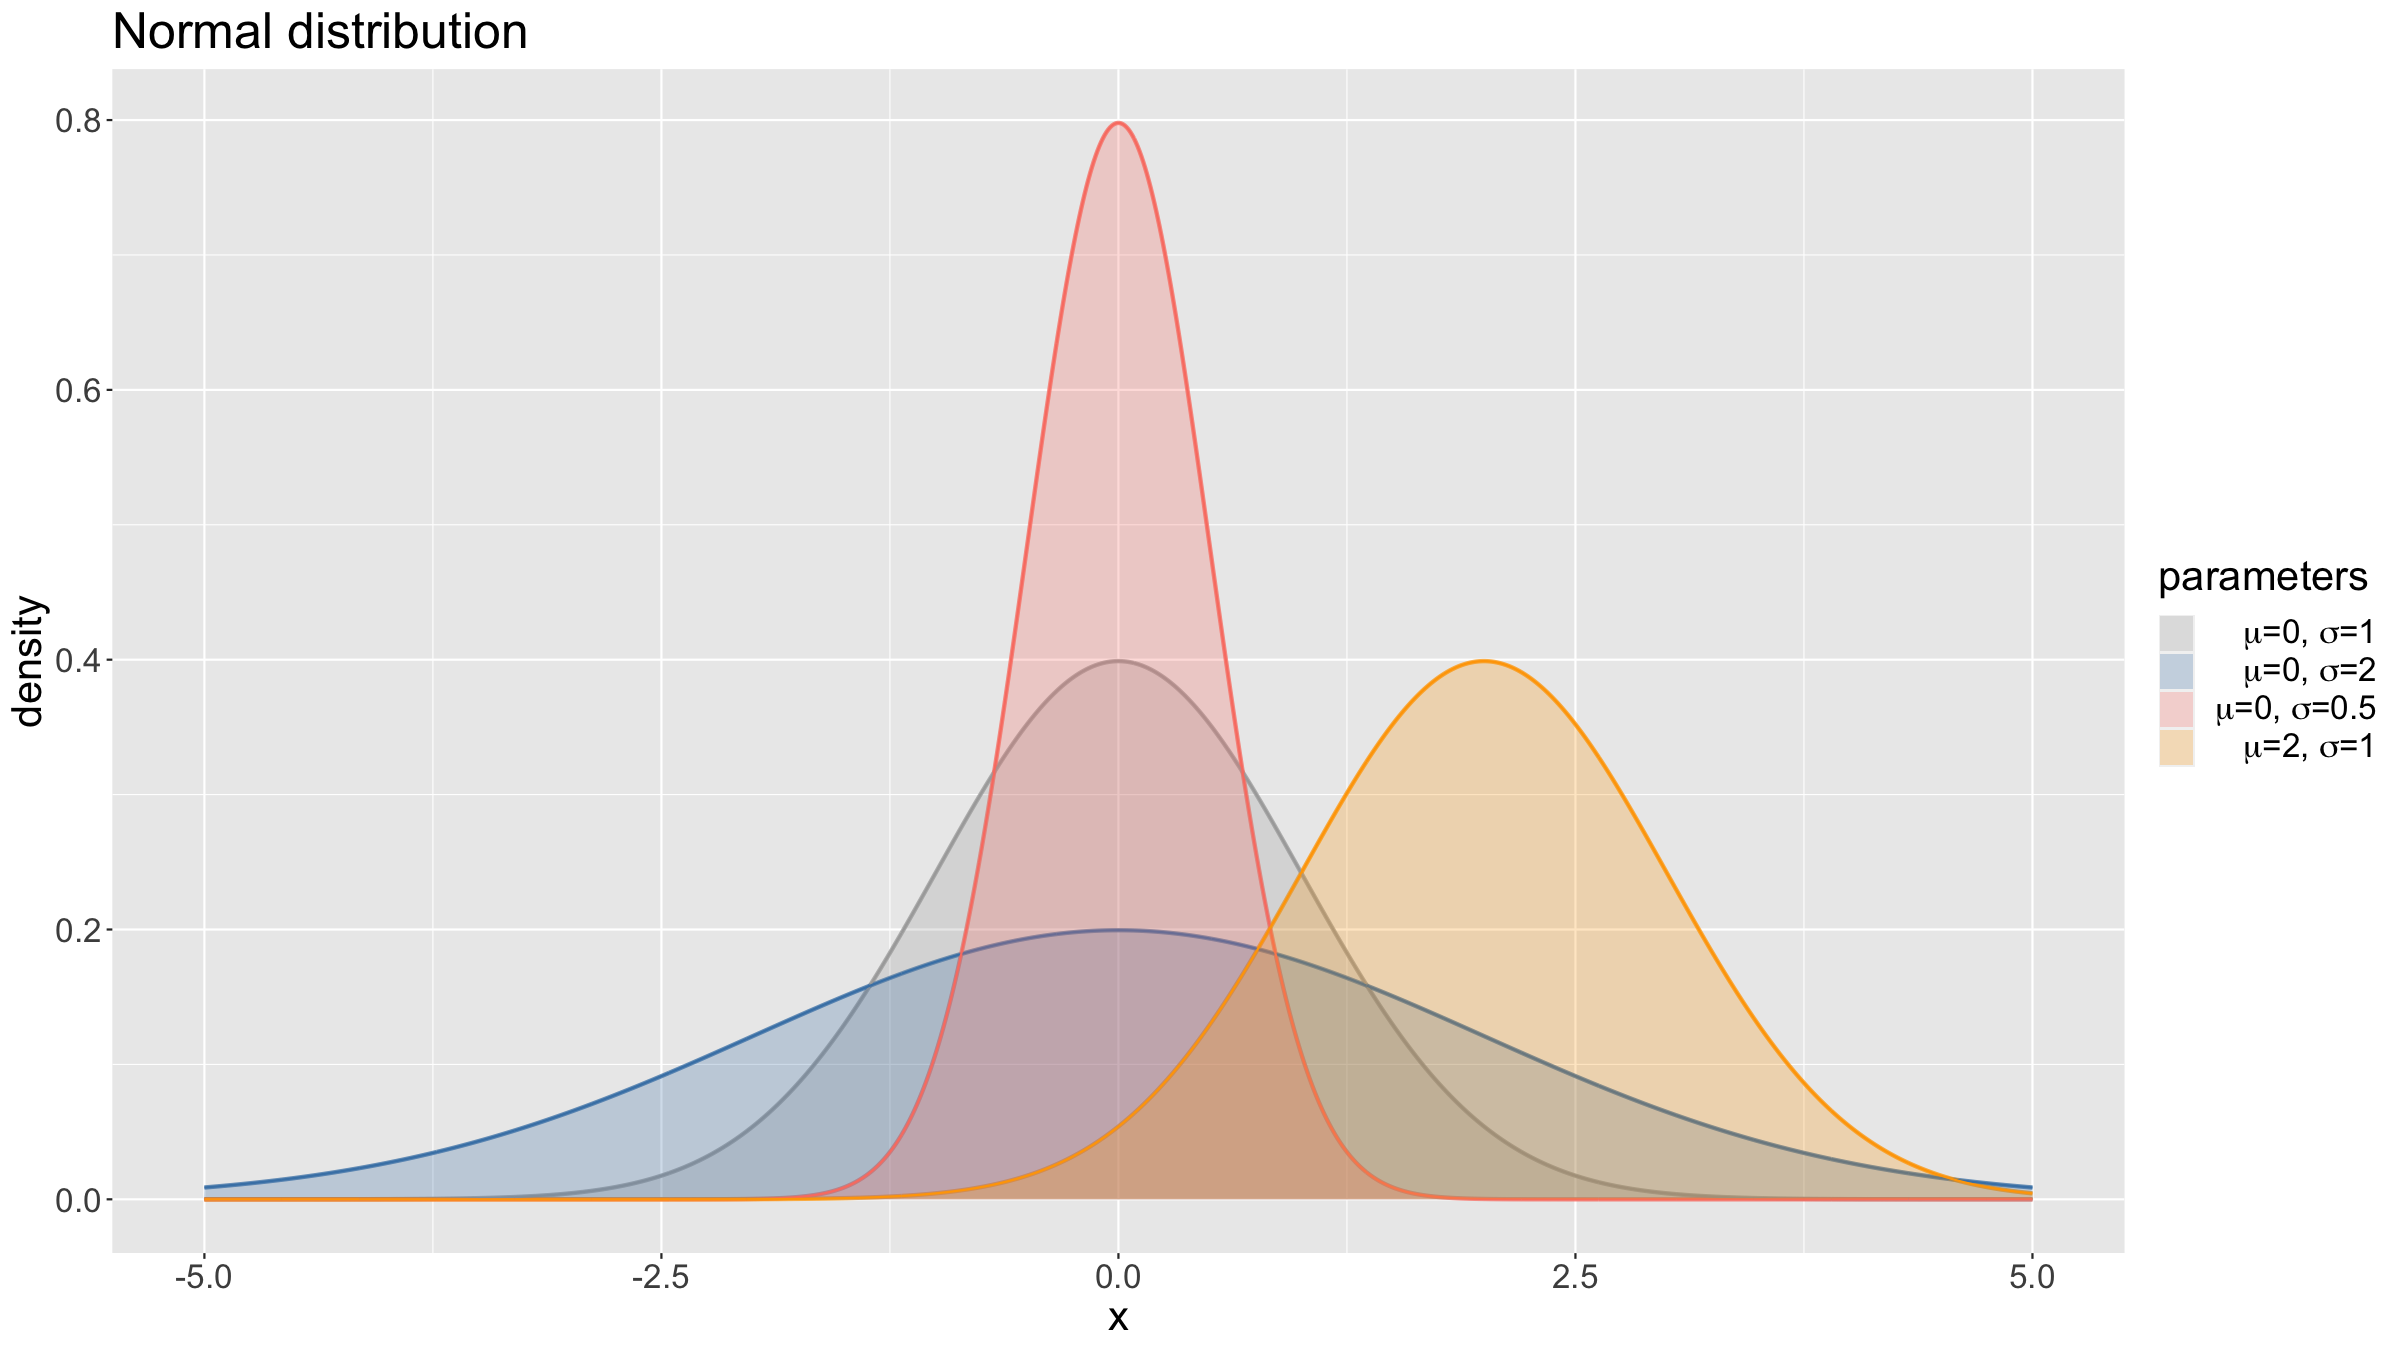 Normal distribution
0.8
0.6
0.4
0.2
0.0
density
-5.0 -2.5 0.0 2.5 5.0
x
parameters
μ=0, σ=1
μ=0, σ=2
μ=0, σ=0.5
μ=2, σ=1